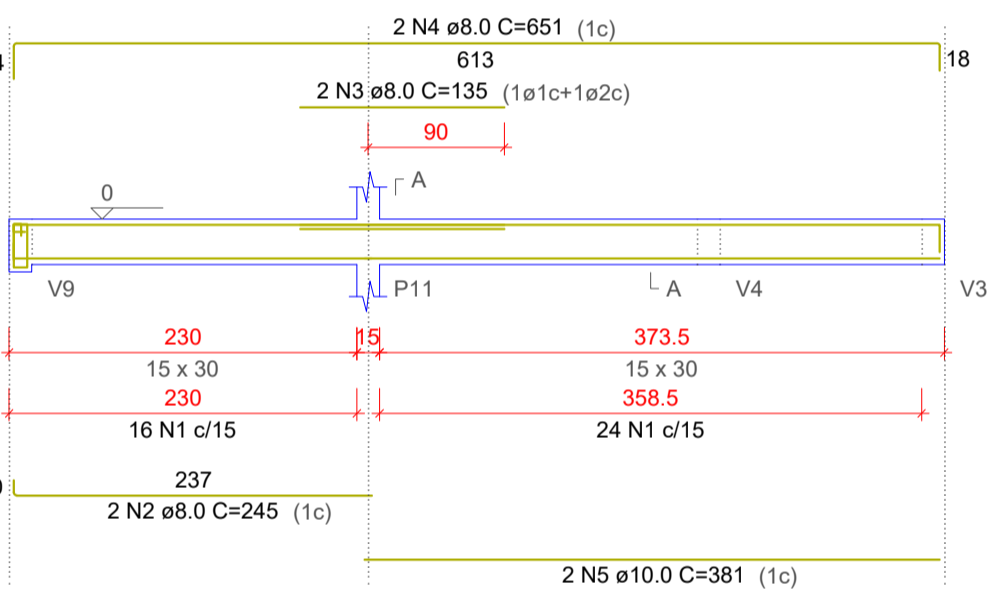 2 N4 ø8.0 C=651 (1c)
613
18
2 N3 ø8.0 C=135 (1ø1c+1ø2c)
90
A
0
V9
P11
A
V4
V3
230
15
373.5
15 x 30
15 x 30
230
358.5
16 N1 c/15
24 N1 c/15
237
2 N2 ø8.0 C=245 (1c)
2 N5 ø10.0 C=381 (1c)